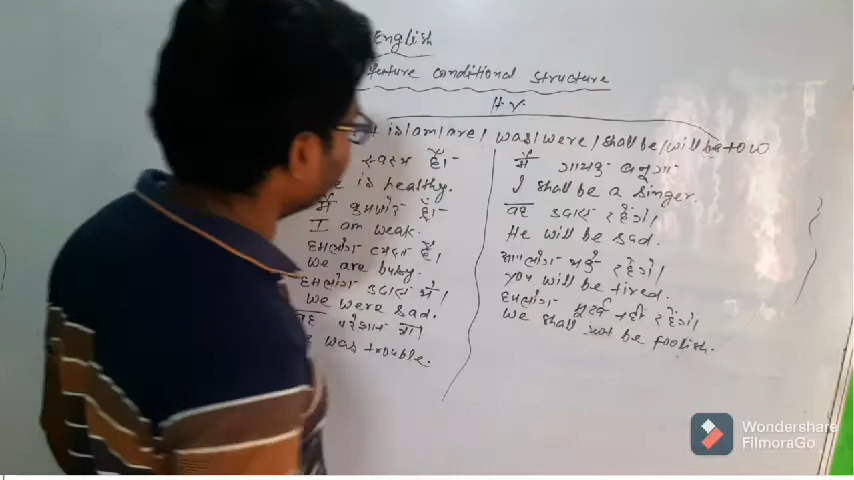 English
future conditional structure
H.V.
is/am/are/was/were/shall be/will be+ow
स्वस्थ है।-
is healthy.
मैं कमजोर हूँ।-
I am weak.
हमलोग व्यस्त हैं।
we are busy.
हमलोग उदास थे।
we were sad.
वह परेशान था।
was trouble.
मैं गायक बनूगा-
I shall be a singer.
वह उदास रहेंगे।
He will be sad.
आपलोग थके रहेंगे।
you will be tired.
हमलोग मूर्ख नहीं रहेंगे।
we shall not be foolish.
Wondershare
FilmoraGo